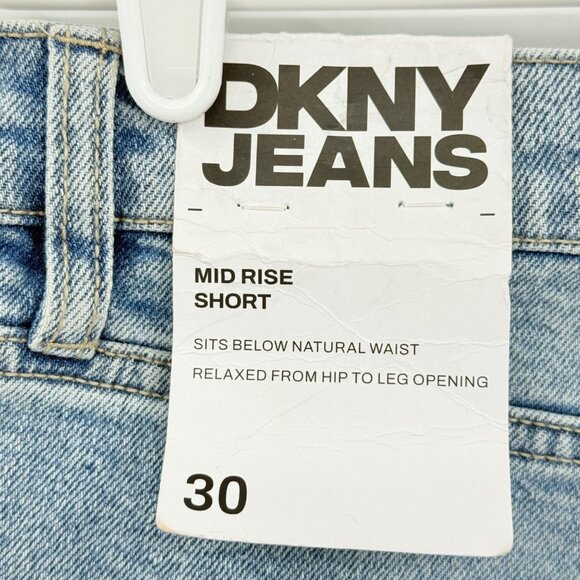 DKNY
JEANS
MID RISE
SHORT
SITS BELOW NATURAL WAIST
RELAXED FROM HIP TO LEG OPENING
30